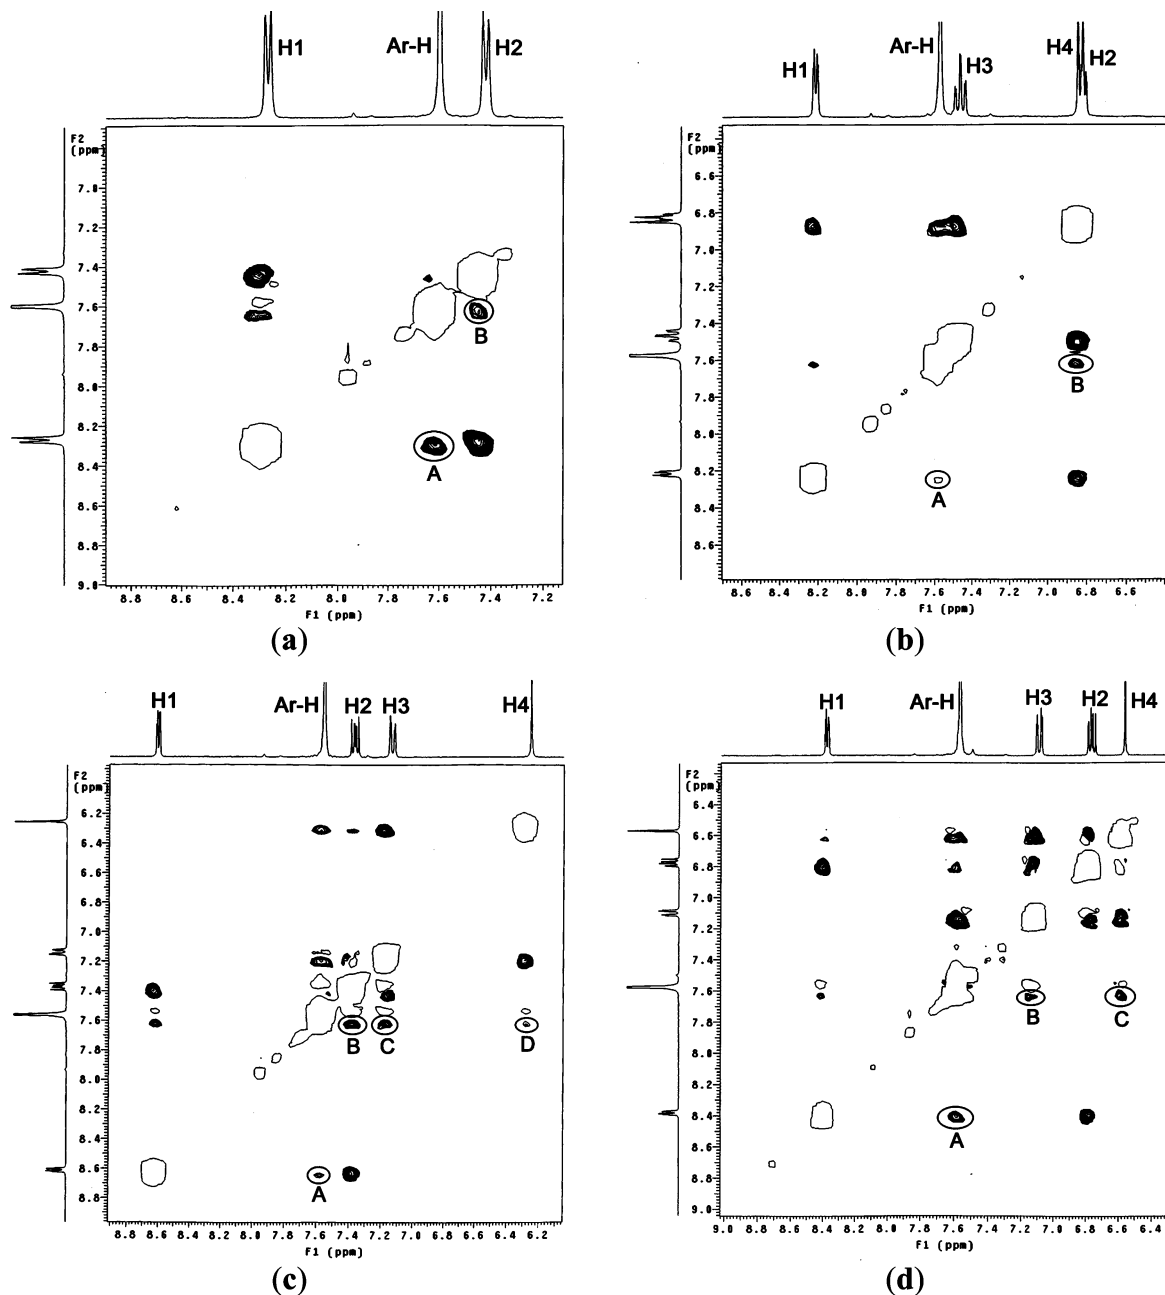 H1
Ar-H
H2
F2
(ppm)
7.0
7.2
7.4
7.6
7.8
8.0
8.2
8.4
8.6
8.8
9.0
B
A
8.8 8.6 8.4 8.2 8.0 7.8 7.6 7.4 7.2
F1 (ppm)
(a)
H1
Ar-H
H3
H4
H2
F2
(ppm)
6.6
6.8
7.0
7.2
7.4
7.6
7.8
8.0
8.2
8.4
8.6
B
A
8.6 8.4 8.2 8.0 7.8 7.6 7.4 7.2 7.0 6.8 6.6
F1 (ppm)
(b)
H1
Ar-H
H2
H3
H4
F2
(ppm)
6.2
6.4
6.6
6.8
7.0
7.2
7.4
7.6
7.8
8.0
8.2
8.4
8.6
8.8
B
C
D
A
8.8 8.6 8.4 8.2 8.0 7.8 7.6 7.4 7.2 7.0 6.8 6.6 6.4 6.2
F1 (ppm)
(c)
H1
Ar-H
H3
H2
H4
F2
(ppm)
6.4
6.6
6.8
7.0
7.2
7.4
7.6
7.8
8.0
8.2
8.4
8.6
8.8
9.0
B
C
A
9.0 8.8 8.6 8.4 8.2 8.0 7.8 7.6 7.4 7.2 7.0 6.8 6.6 6.4
F1 (ppm)
(d)